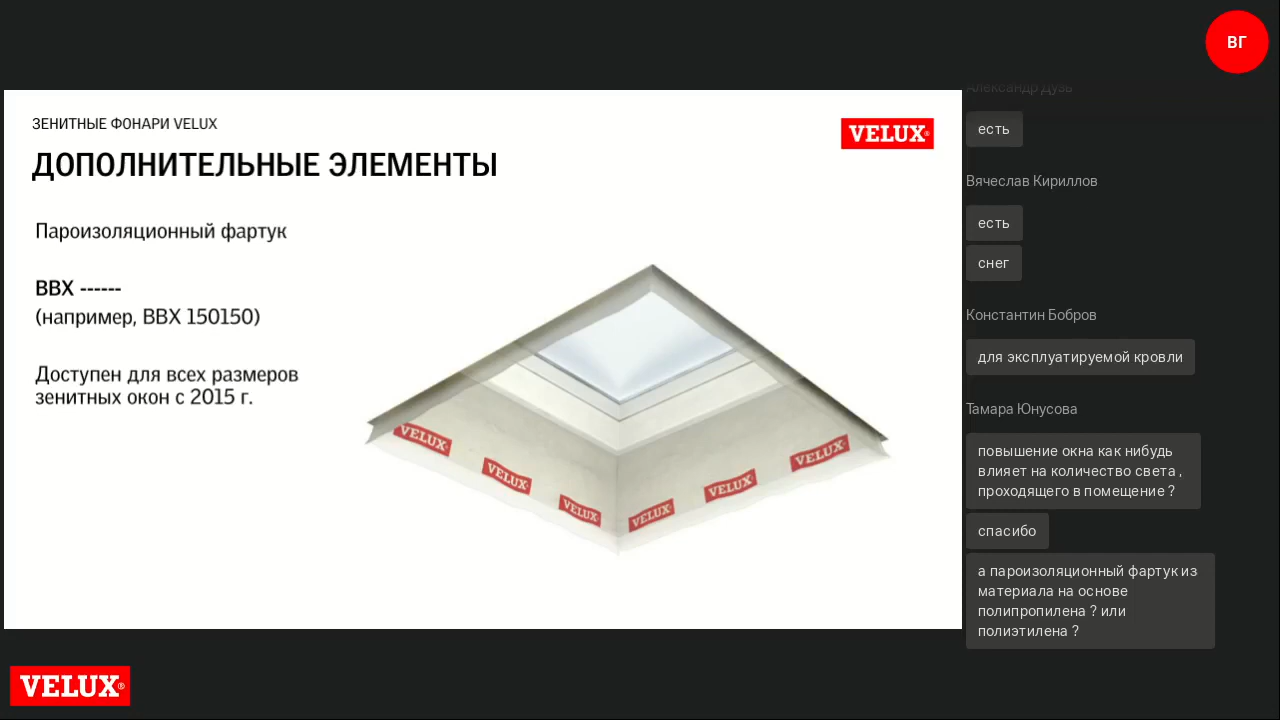 ВГ
ЗЕНИТНЫЕ ФОНАРИ VELUX
VELUX®
ДОПОЛНИТЕЛЬНЫЕ ЭЛЕМЕНТЫ
Пароизоляционный фартук
BBX ------
(например, BBX 150150)
Доступен для всех размеров
зенитных окон с 2015 г.
VELUX
VELUX
VELUX
VELUX
VELUX
VELUX
Александр Дузь
есть
Вячеслав Кириллов
есть
снег
Константин Бобров
для эксплуатируемой кровли
Тамара Юнусова
повышение окна как нибудь
влияет на количество света ,
проходящего в помещение ?
спасибо
а пароизоляционный фартук из
материала на основе
полипропилена ? или
полиэтилена ?
VELUX®